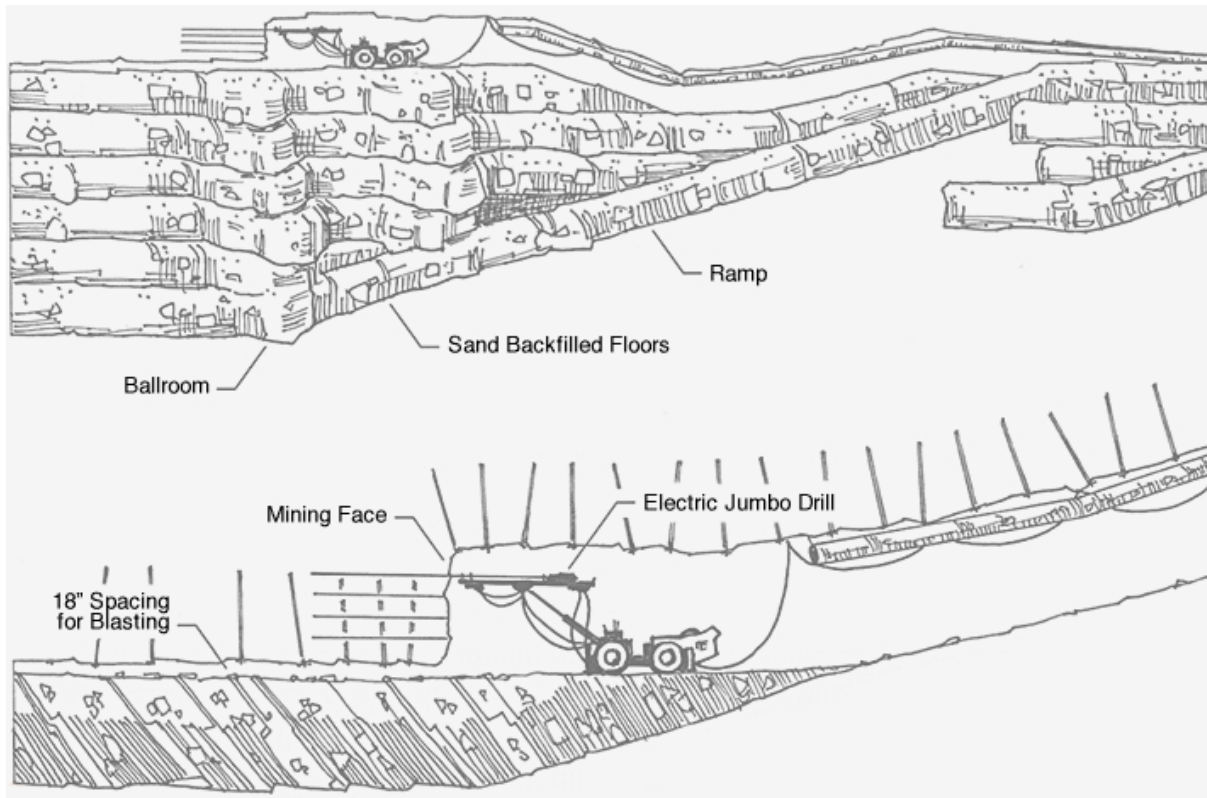 Ramp
Sand Backfilled Floors
Ballroom
Electric Jumbo Drill
Mining Face
18" Spacing
for Blasting